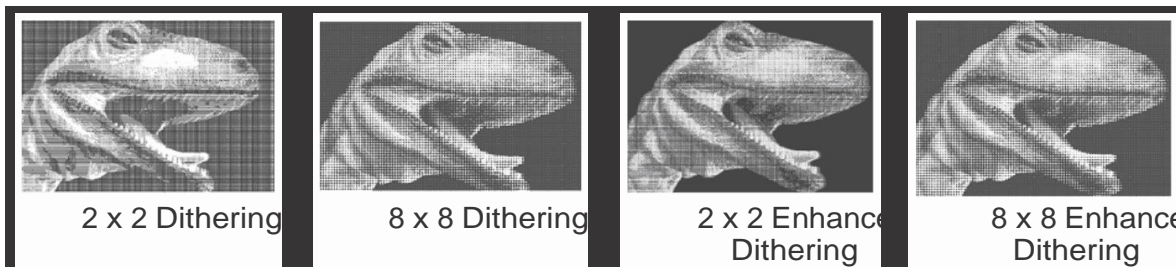 2 x 2 Dithering
8 x 8 Dithering
2 x 2 Enhance
Dithering
8 x 8 Enhance
Dithering